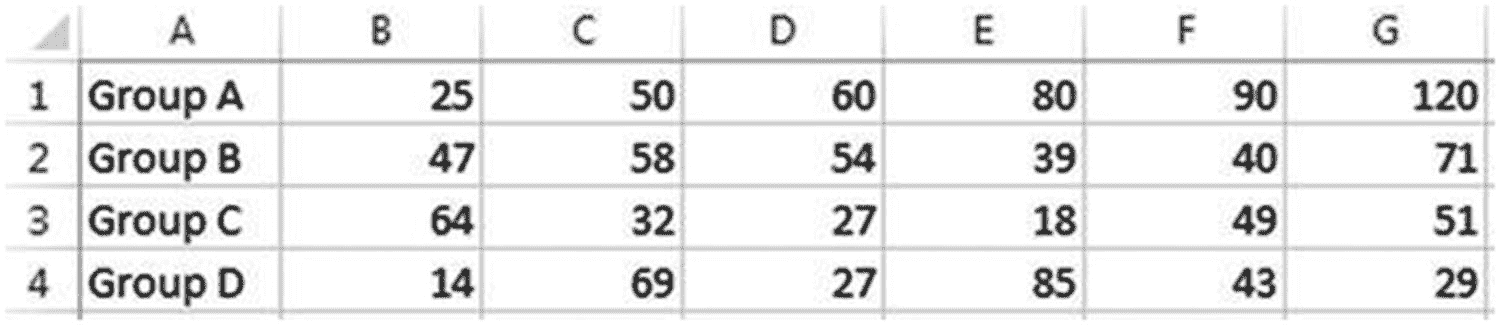 A B C D E F G
1 Group A 25 50 60 80 90 120
2 Group B 47 58 54 39 40 71
3 Group C 64 32 27 18 49 51
4 Group D 14 69 27 85 43 29